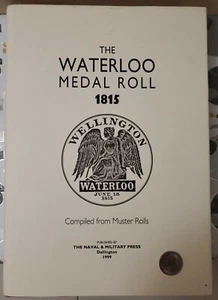 THE
WATERLOO
MEDAL ROLL
1815
WELLINGTON
WATERLOO
JUNE 18.
1815
Compiled from Muster Rolls
PUBLISHED BY
THE NAVAL & MILITARY PRESS
Dallington
1999